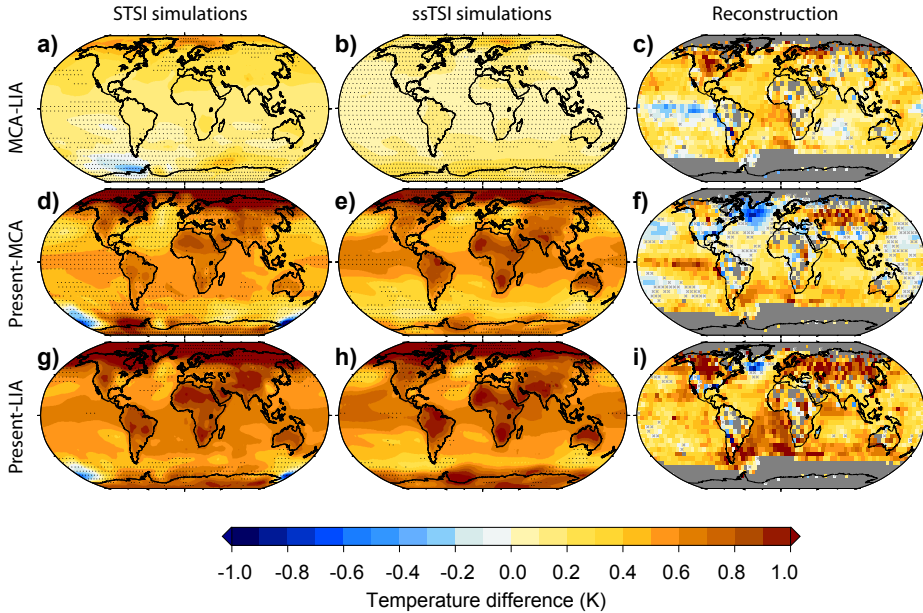 STSI simulations ssTSI simulations Reconstruction
MCA-LIA a) b) c)
Present-MCA d) e) f)
Present-LIA g) h) i)
-1.0 -0.8 -0.6 -0.4 -0.2 0.0 0.2 0.4 0.6 0.8 1.0
Temperature difference (K)